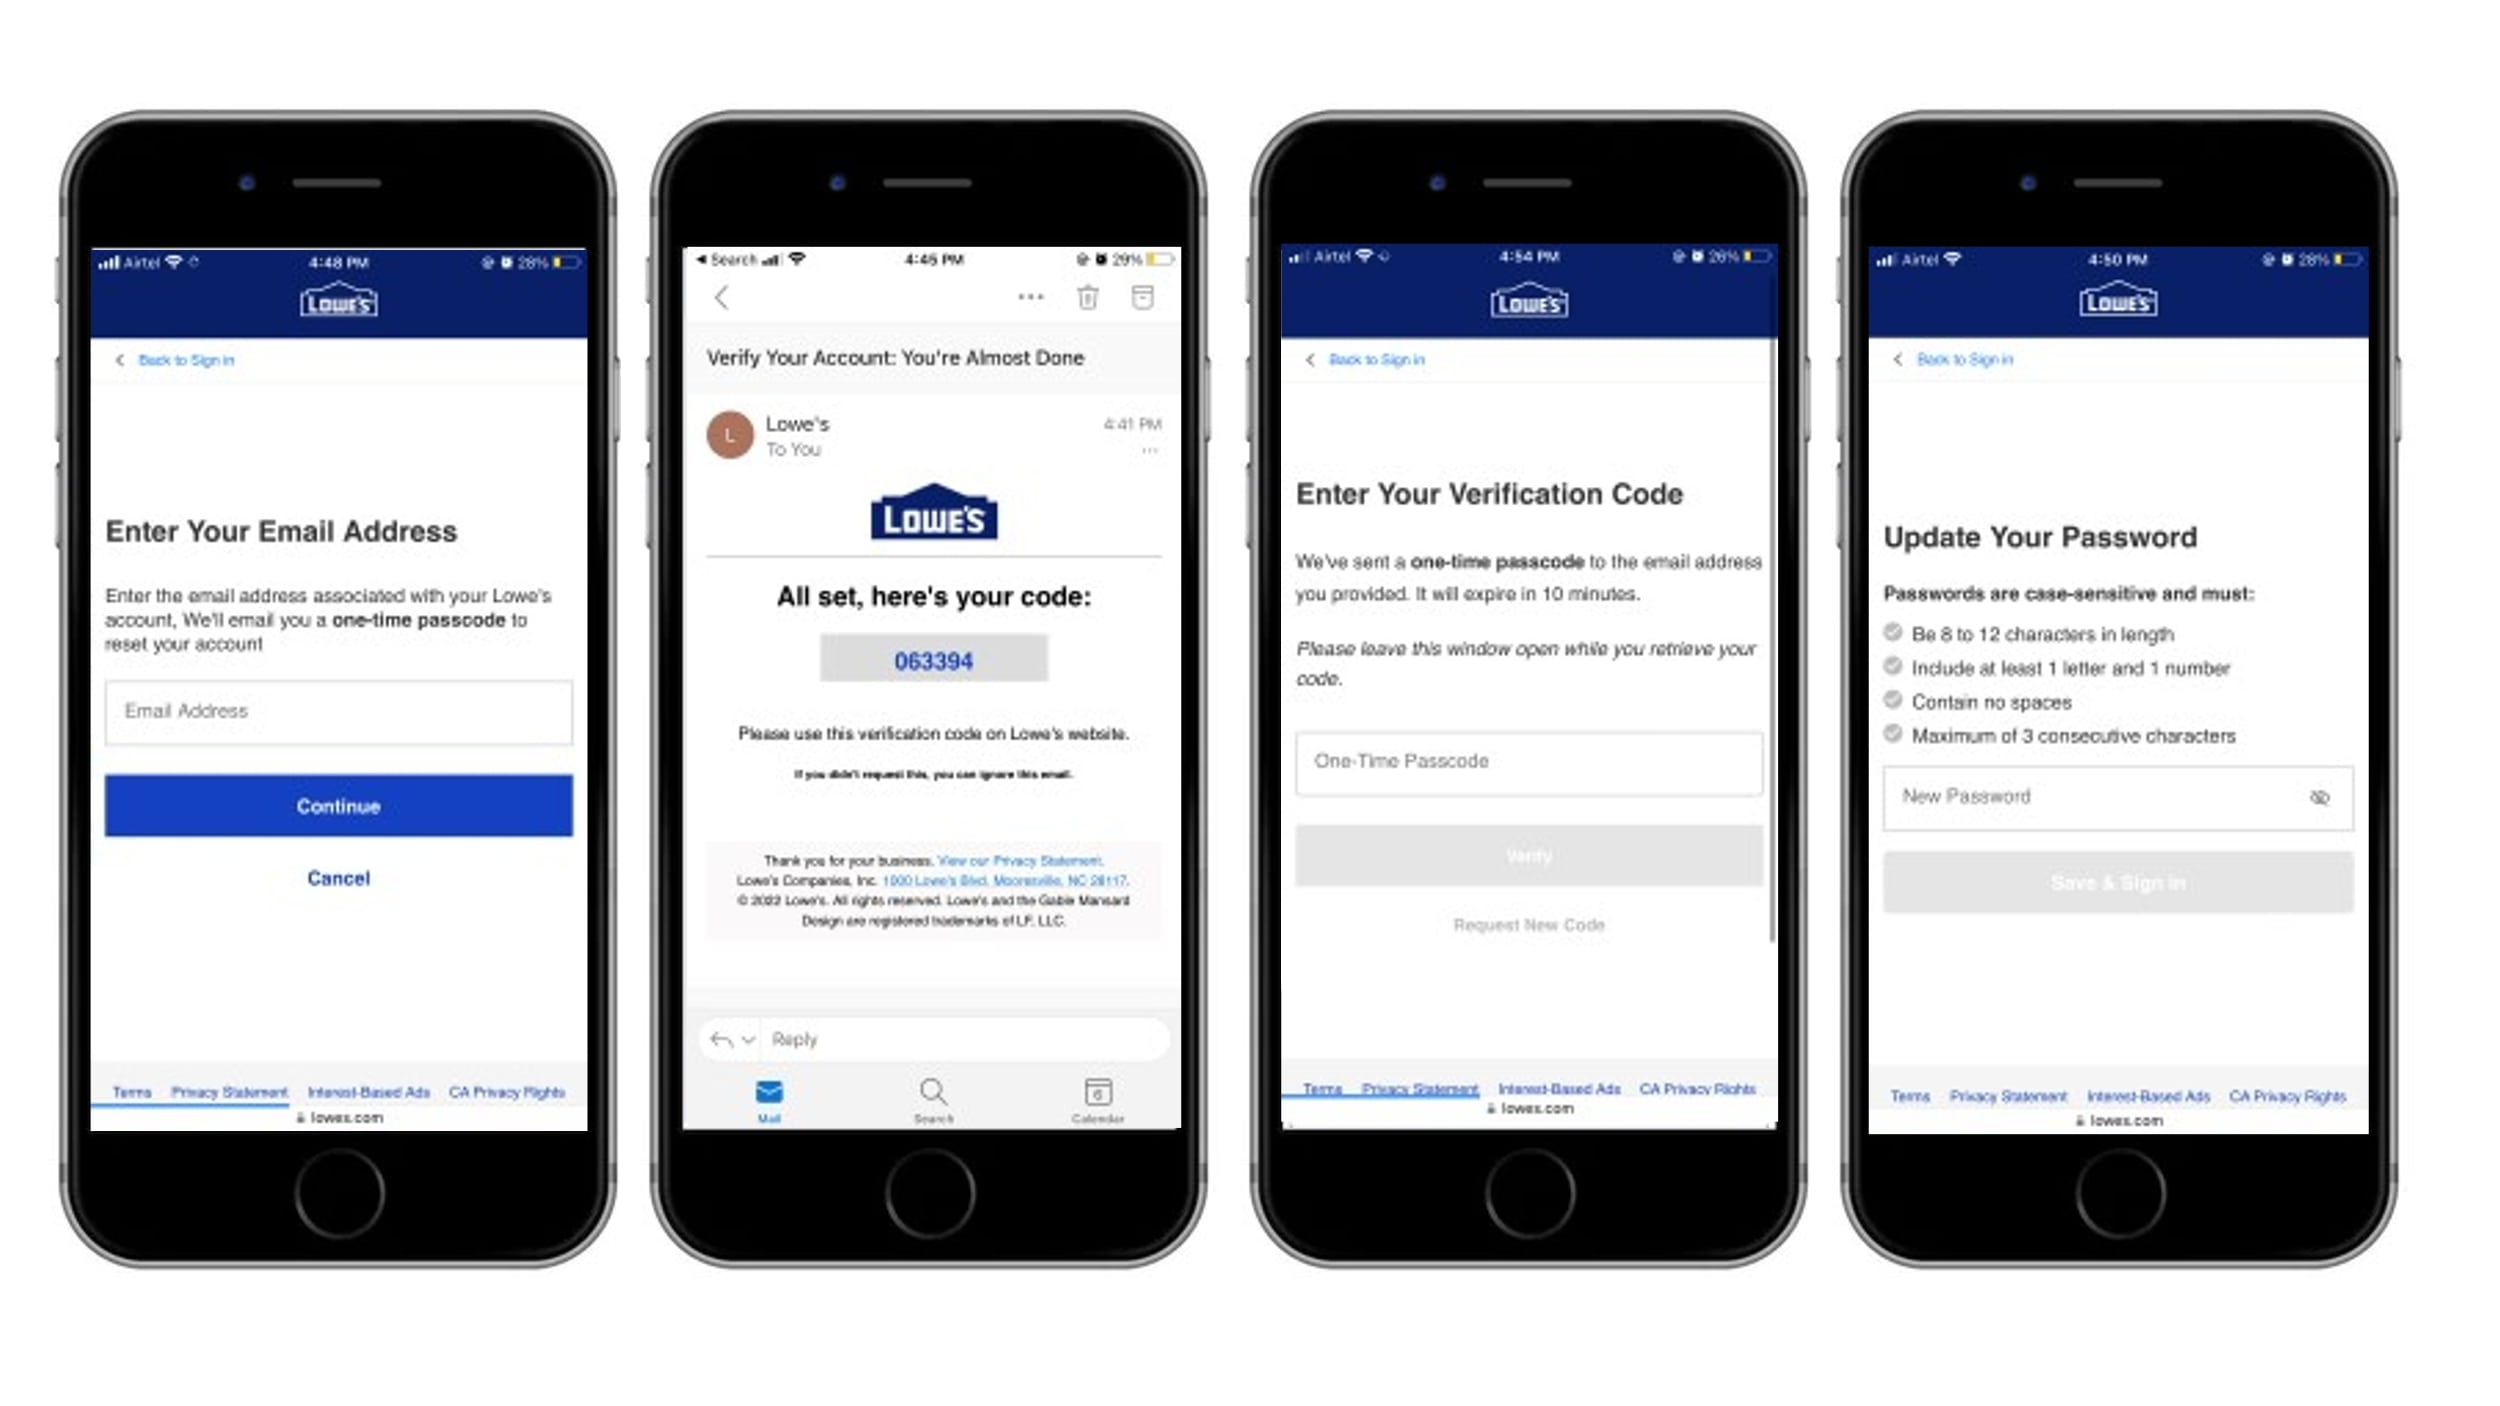 Airtel 4:48 PM 28%
LOWE'S
Back to Sign in
Enter Your Email Address
Enter the email address associated with your Lowe's
account, We'll email you a one-time passcode to
reset your account
Email Address
Continue
Cancel
Terms Privacy Statement Interest-Based Ads CA Privacy Rights
lowes.com
Search 4:45 PM 29%
Verify Your Account: You're Almost Done
L
Lowe's 4:41 PM
To You
LOWE'S
All set, here's your code:
063394
Please use this verification code on Lowe's website.
If you didn't request this, you can ignore this email.
Thank you for your business. View our Privacy Statement.
Lowe's Companies, Inc. 1000 Lowe's Blvd. Mooresville, NC 28117.
© 2022 Lowe's. All rights reserved. Lowe's and the Gable Mansard
Design are registered trademarks of LF, LLC.
Reply
6
Mail Search Calendar
Airtel 4:54 PM 26%
LOWE'S
Back to Sign in
Enter Your Verification Code
We've sent a one-time passcode to the email address
you provided. It will expire in 10 minutes.
Please leave this window open while you retrieve your
code.
One-Time Passcode
Verify
Request New Code
Terms Privacy Statement Interest-Based Ads CA Privacy Rights
lowes.com
Airtel 4:50 PM 28%
LOWE'S
Back to Sign in
Update Your Password
Passwords are case-sensitive and must:
Be 8 to 12 characters in length
Include at least 1 letter and 1 number
Contain no spaces
Maximum of 3 consecutive characters
New Password
Save & Sign In
Terms Privacy Statement Interest-Based Ads CA Privacy Rights
lowes.com